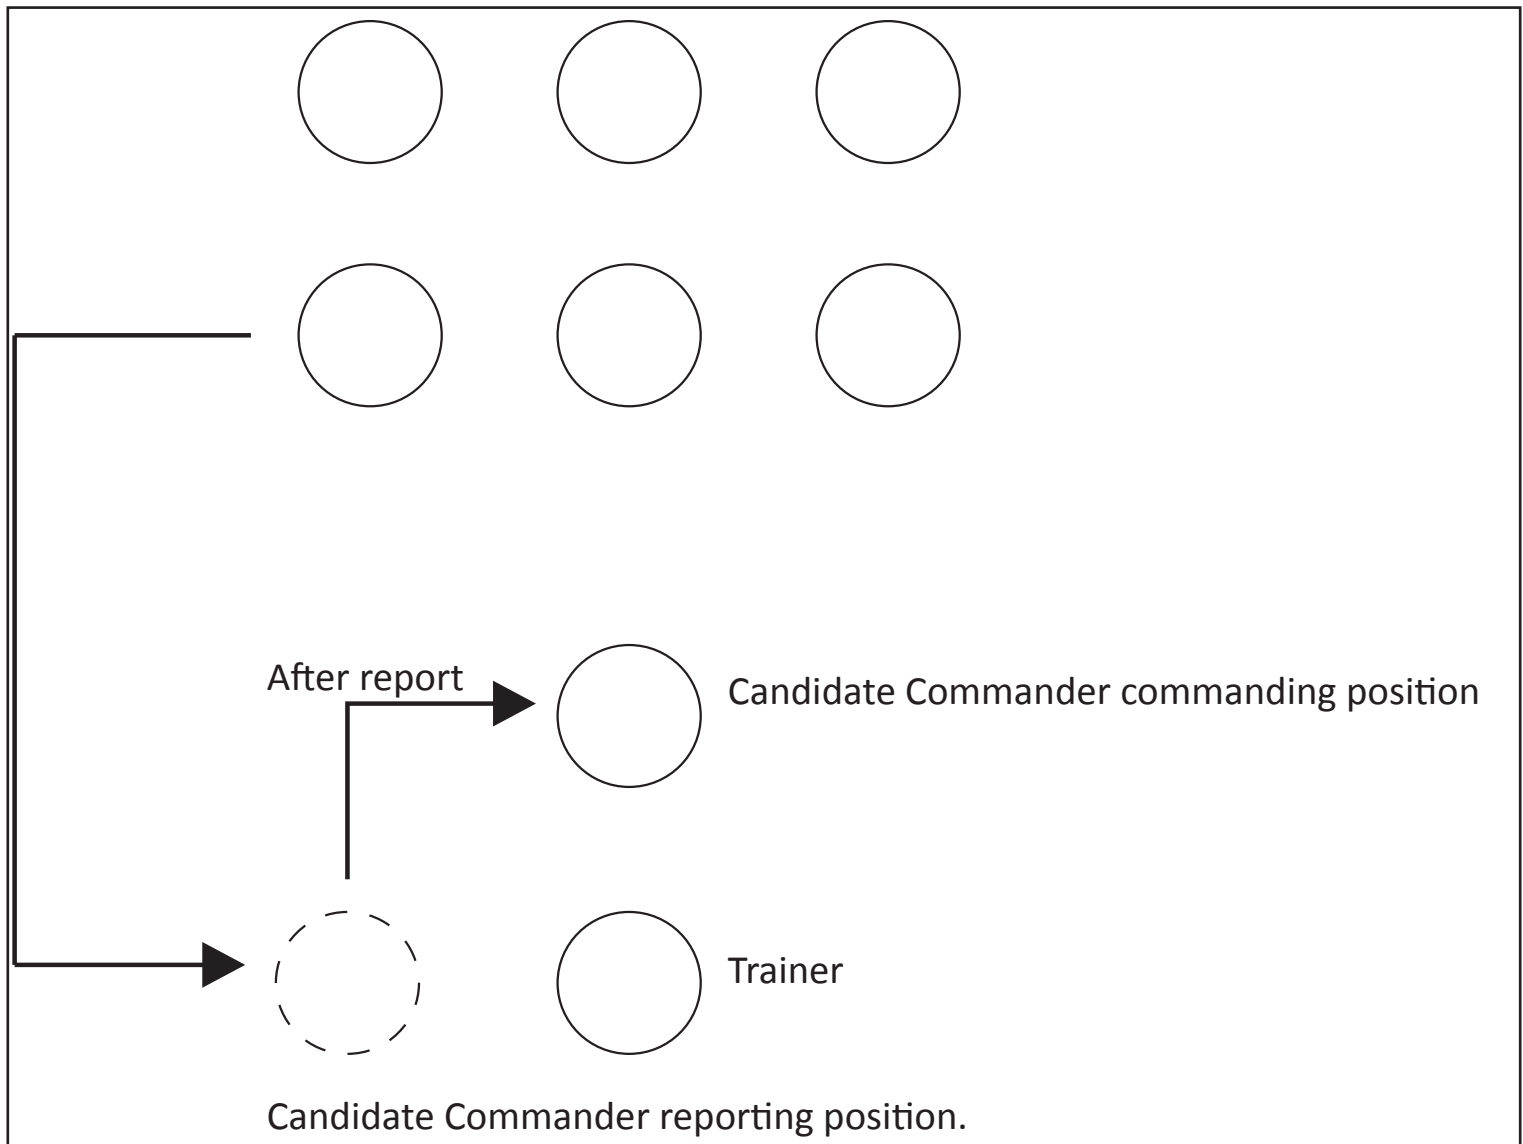 After report
Candidate Commander commanding position
Trainer
Candidate Commander reporting position.